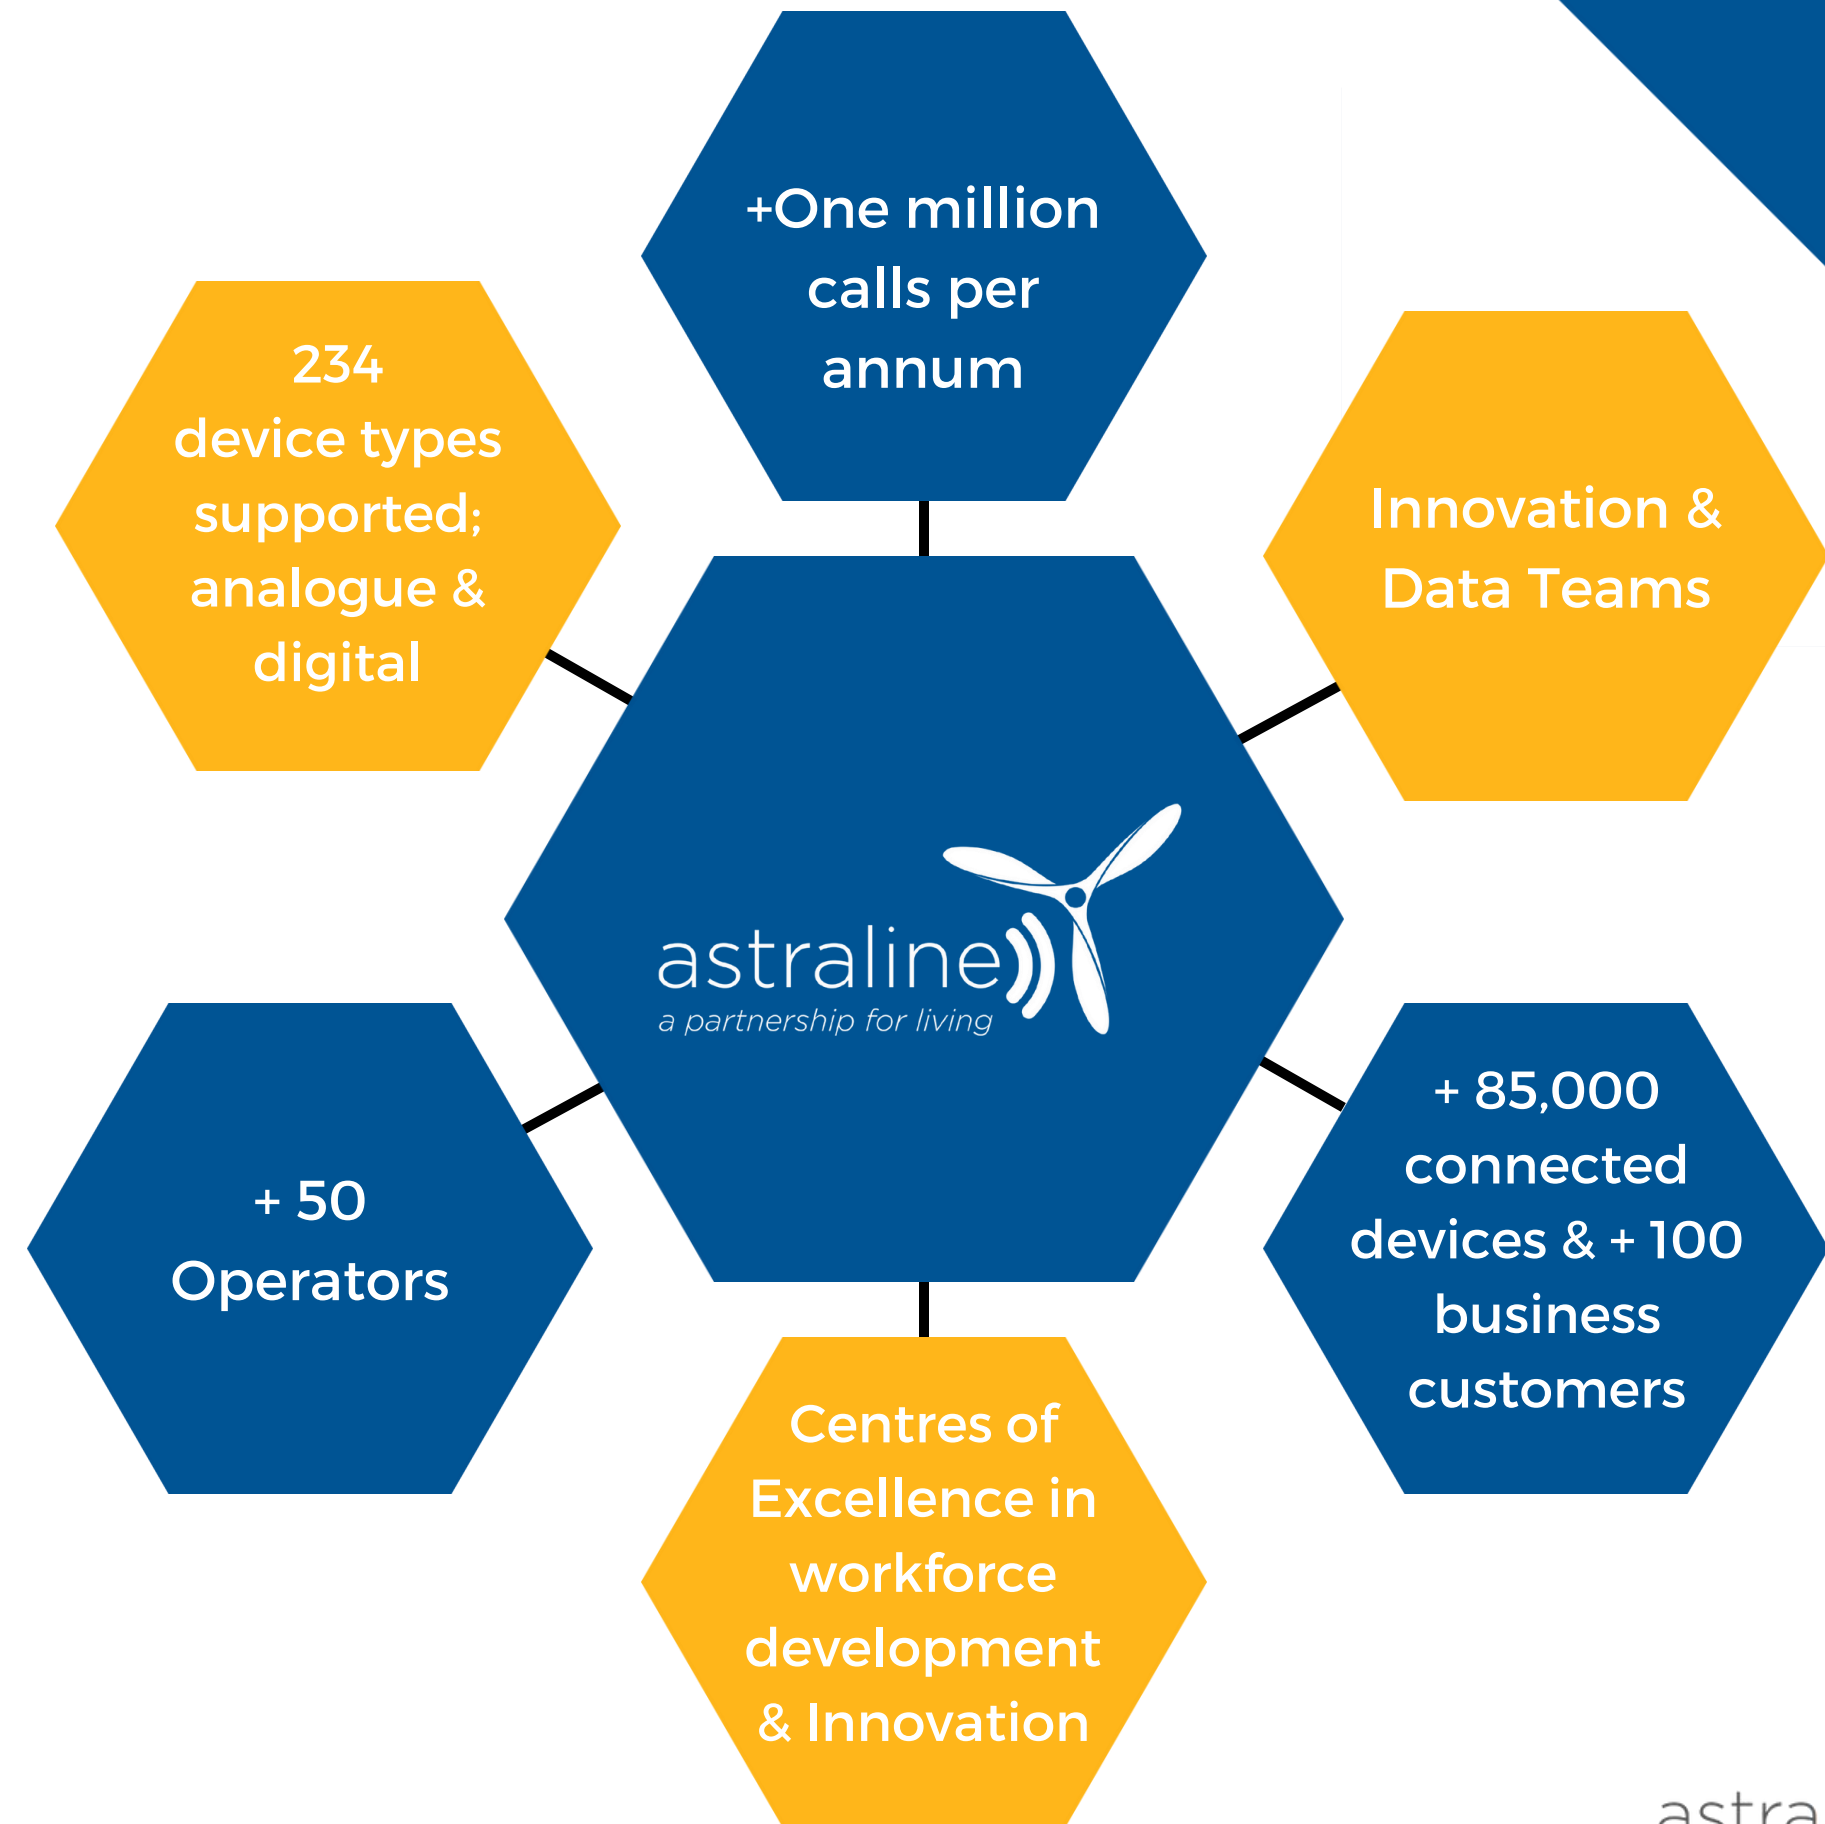 +One million
calls per
annum
234
device types
supported;
analogue &
digital
Innovation &
Data Teams
astraline
a partnership for living
+ 50
Operators
+ 85,000
connected
devices & + 100
business
customers
Centres of
Excellence in
workforce
development
& Innovation
astra